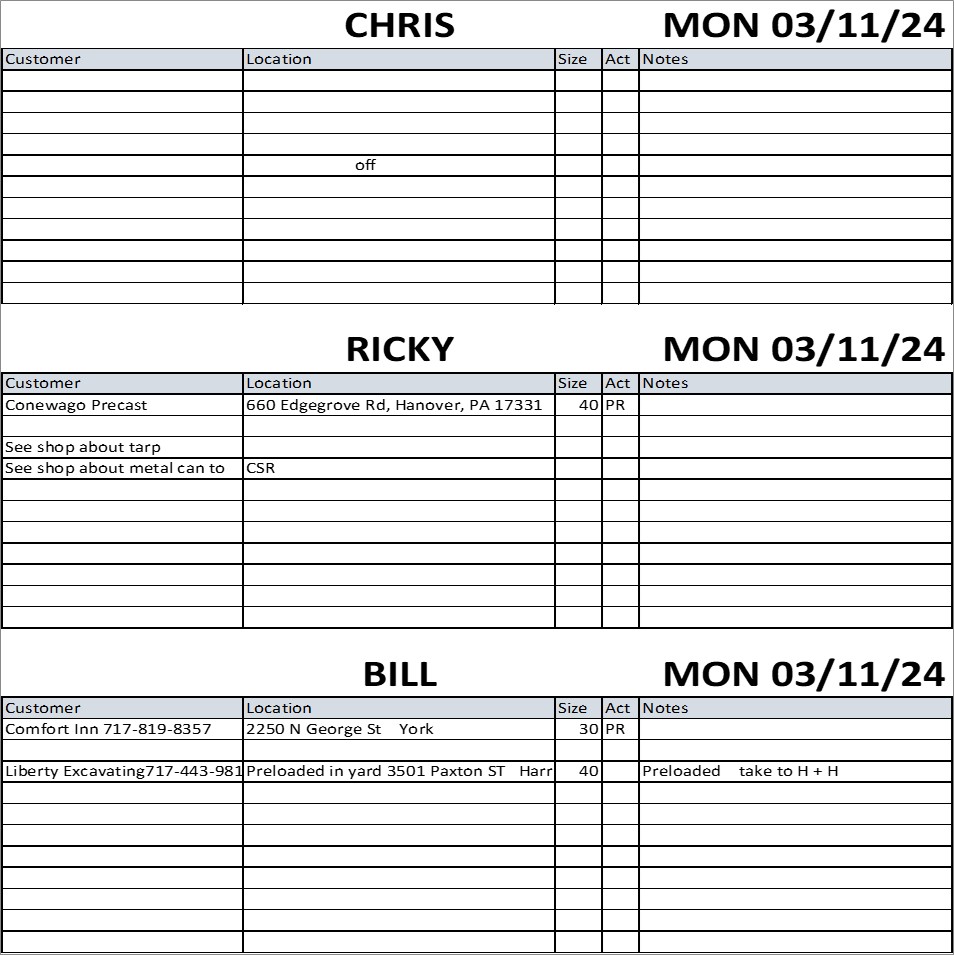 CHRIS MON 03/11/24
Customer Location Size Act Notes
off
RICKY MON 03/11/24
Customer Location Size Act Notes
Conewago Precast 660 Edgegrove Rd, Hanover, PA 17331 40 PR
See shop about tarp
See shop about metal can to CSR
BILL MON 03/11/24
Customer Location Size Act Notes
Comfort Inn 717-819-8357 2250 N George St York 30 PR
Liberty Excavating717-443-981 Preloaded in yard 3501 Paxton ST Harr 40 Preloaded take to H + H